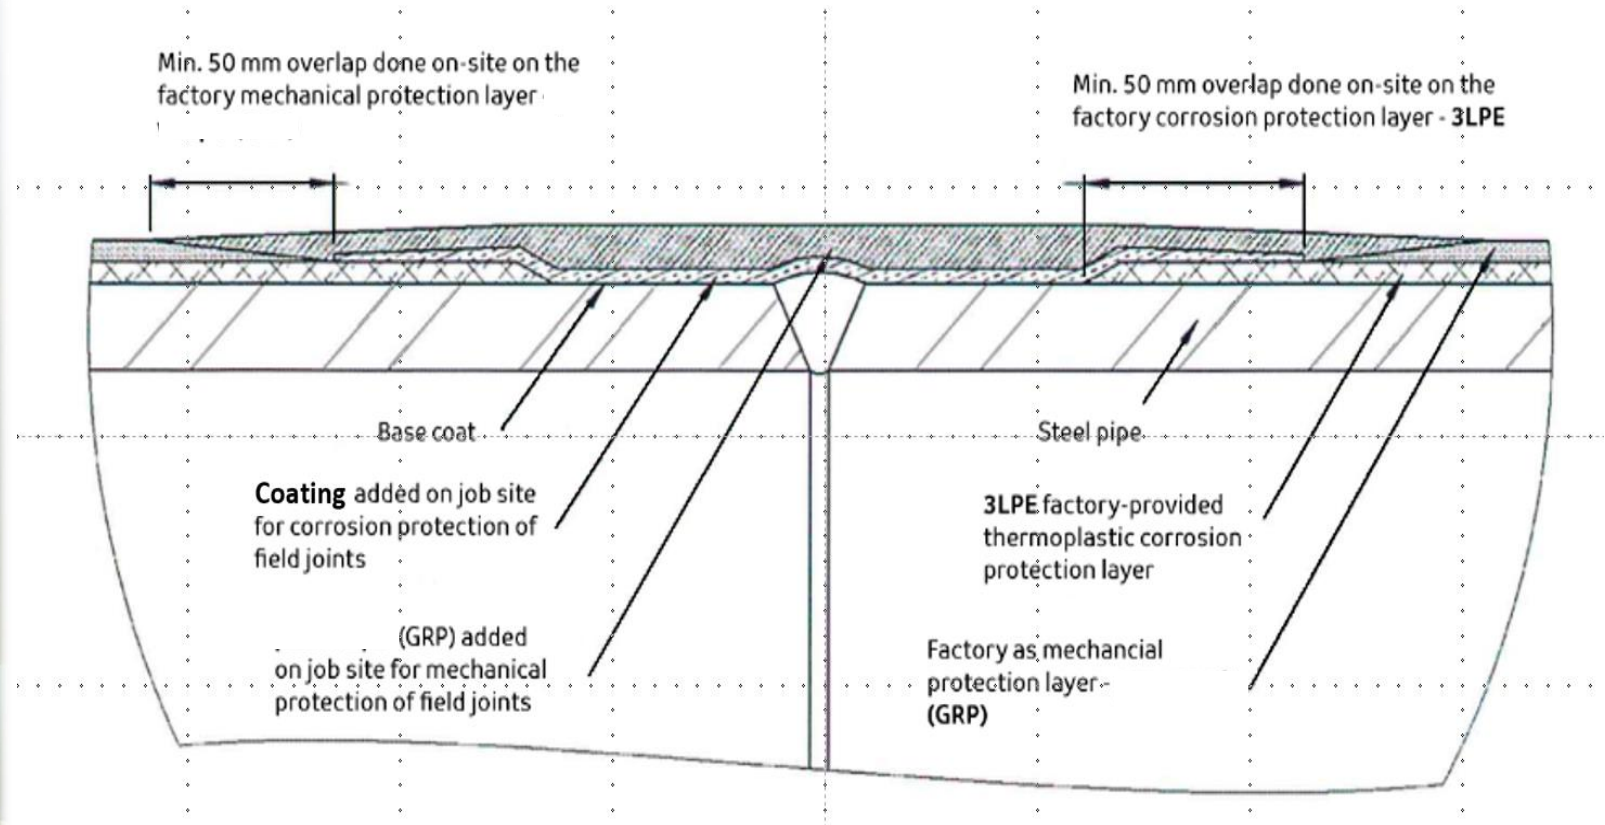 Min. 50 mm overlap done on-site on the
factory mechanical protection layer
Min. 50 mm overlap done on-site on the
factory corrosion protection layer - 3LPE
Base coat
Coating added on job site
for corrosion protection of
field joints
(GRP) added
on job site for mechanical
protection of field joints
Steel pipe
3LPE factory-provided
thermoplastic corrosion
protection layer
Factory as mechancial
protection layer-
(GRP)